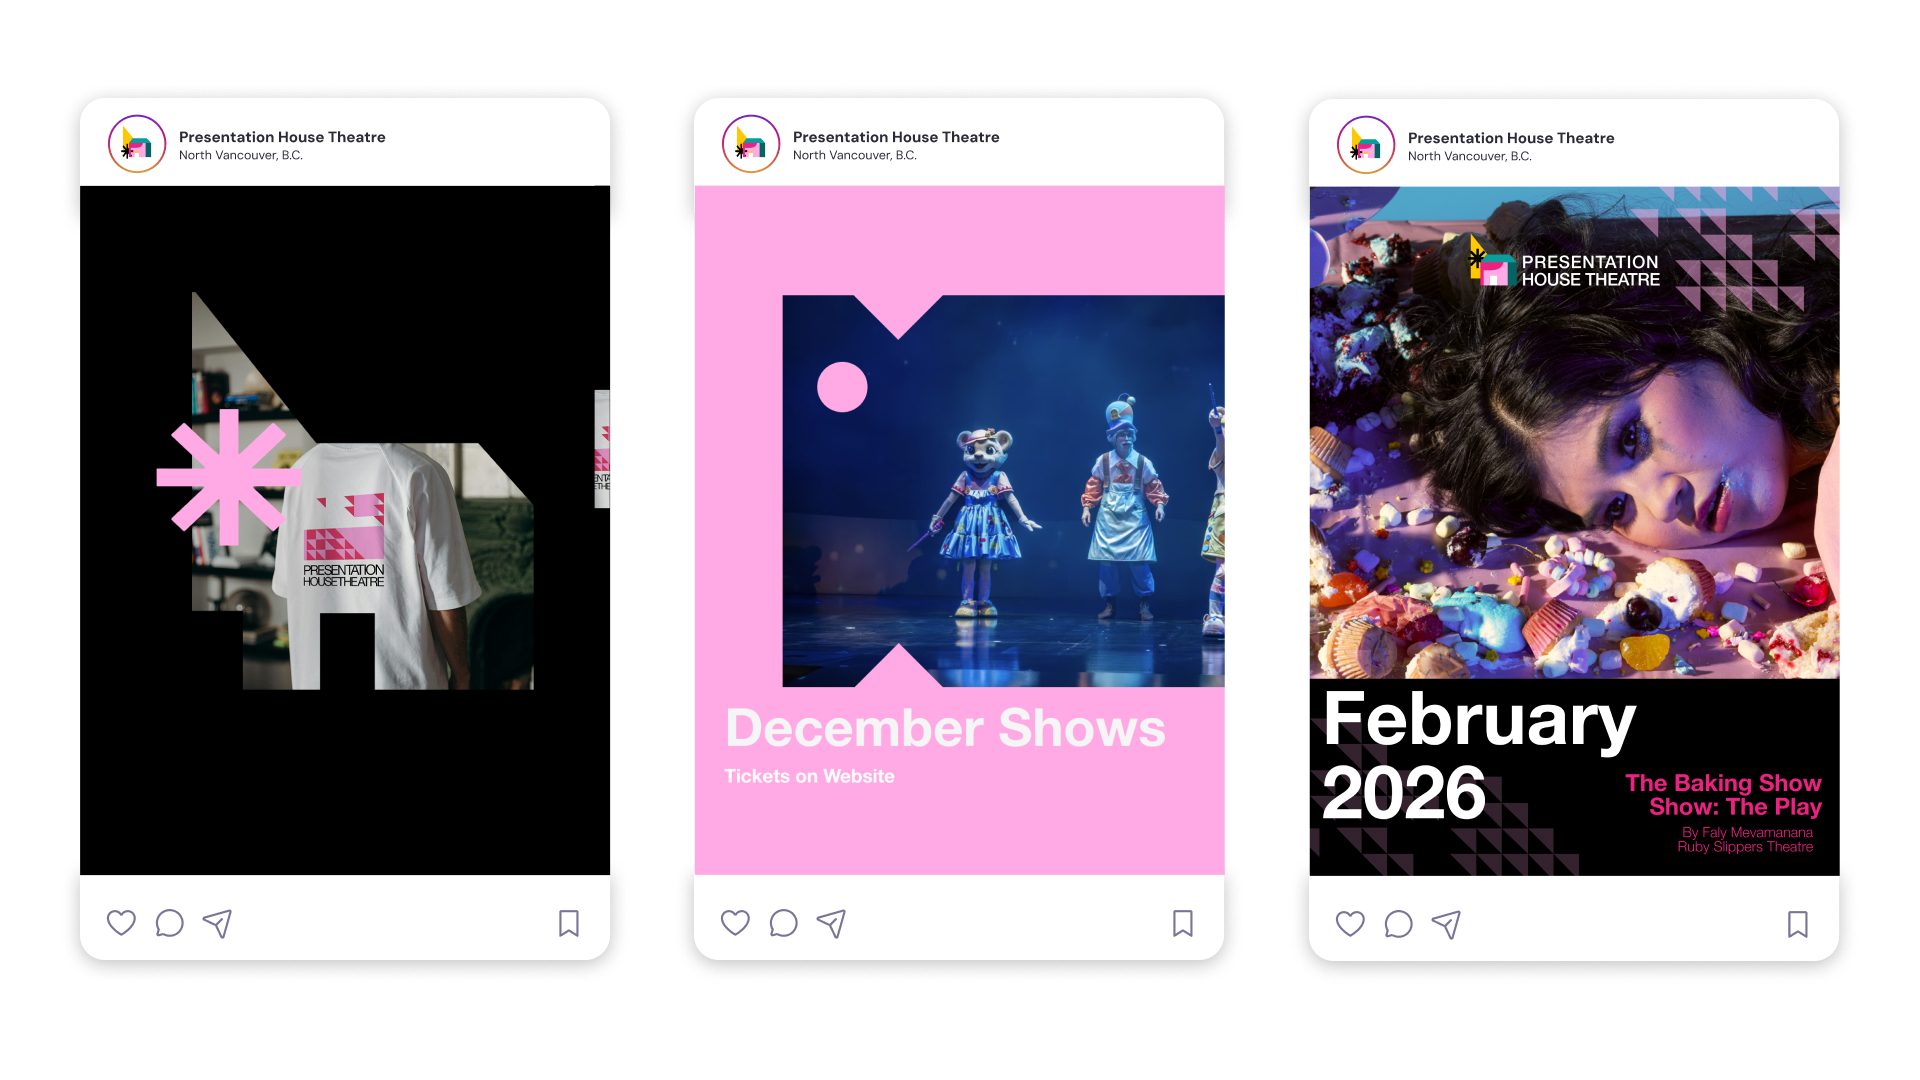 Presentation House Theatre
North Vancouver, B.C.
PRESENTATION
HOUSETHEATRE
Presentation House Theatre
North Vancouver, B.C.
December Shows
Tickets on Website
Presentation House Theatre
North Vancouver, B.C.
PRESENTATION
HOUSE THEATRE
February
2026
The Baking Show
Show: The Play
By Faly Mevamanana
Ruby Slippers Theatre